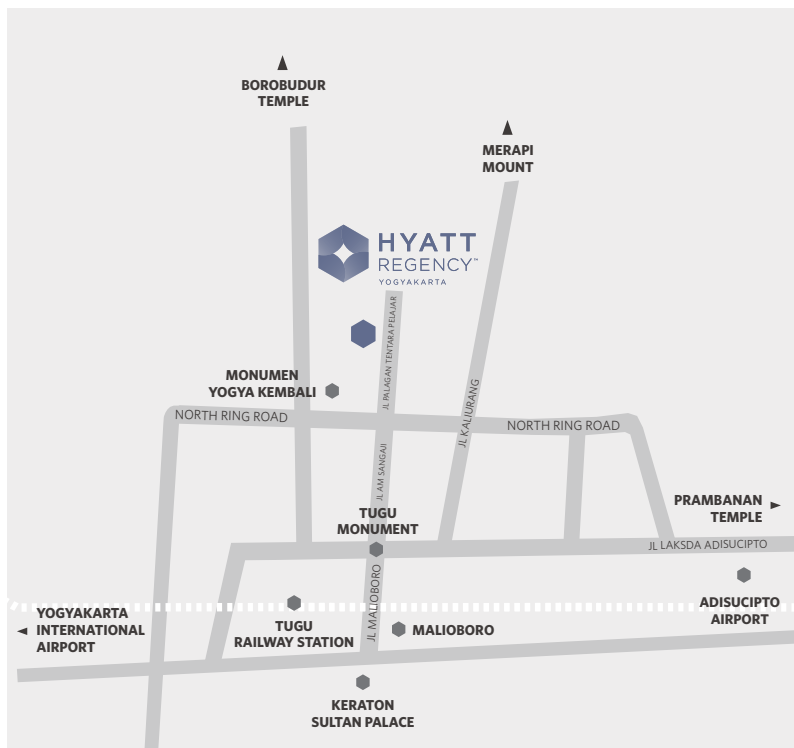 BOROBUDUR
TEMPLE
MERAPI
MOUNT
HYATT
REGENCY™
YOGYAKARTA
JL PALAGAN TENTARA PELAJAR
MONUMEN
YOGYA KEMBALI
JL KALIURANG
NORTH RING ROAD
NORTH RING ROAD
JL AM SANGAJI
PRAMBANAN
TEMPLE
TUGU
MONUMENT
JL LAKSDA ADISUCIPTO
JL MALIOBORO
ADISUCIPTO
AIRPORT
YOGYAKARTA
INTERNATIONAL
AIRPORT
TUGU
RAILWAY STATION
MALIOBORO
KERATON
SULTAN PALACE